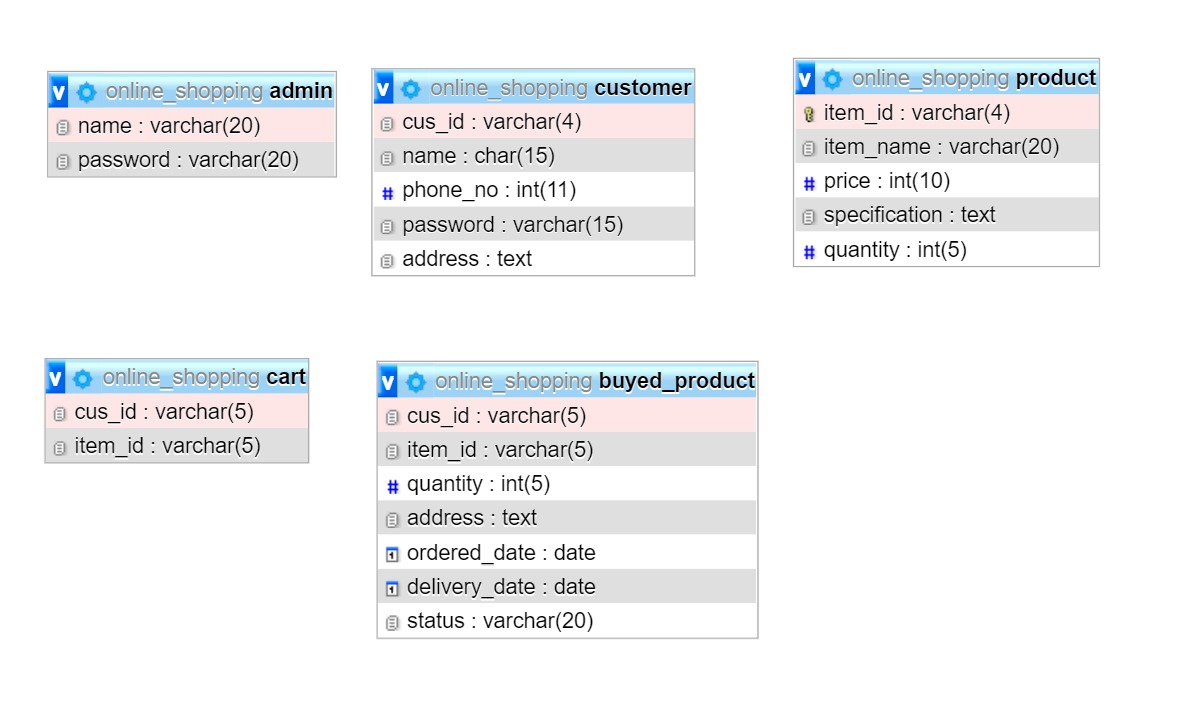 v online_shopping admin
name : varchar(20)
password : varchar(20)
v online_shopping customer
cus_id : varchar(4)
name : char(15)
# phone_no : int(11)
password : varchar(15)
address : text
v online_shopping product
item_id : varchar(4)
item_name : varchar(20)
# price : int(10)
specification : text
# quantity : int(5)
v online_shopping cart
cus_id : varchar(5)
item_id : varchar(5)
v online_shopping buyed_product
cus_id : varchar(5)
item_id : varchar(5)
# quantity : int(5)
address : text
1 ordered_date : date
1 delivery_date : date
status : varchar(20)